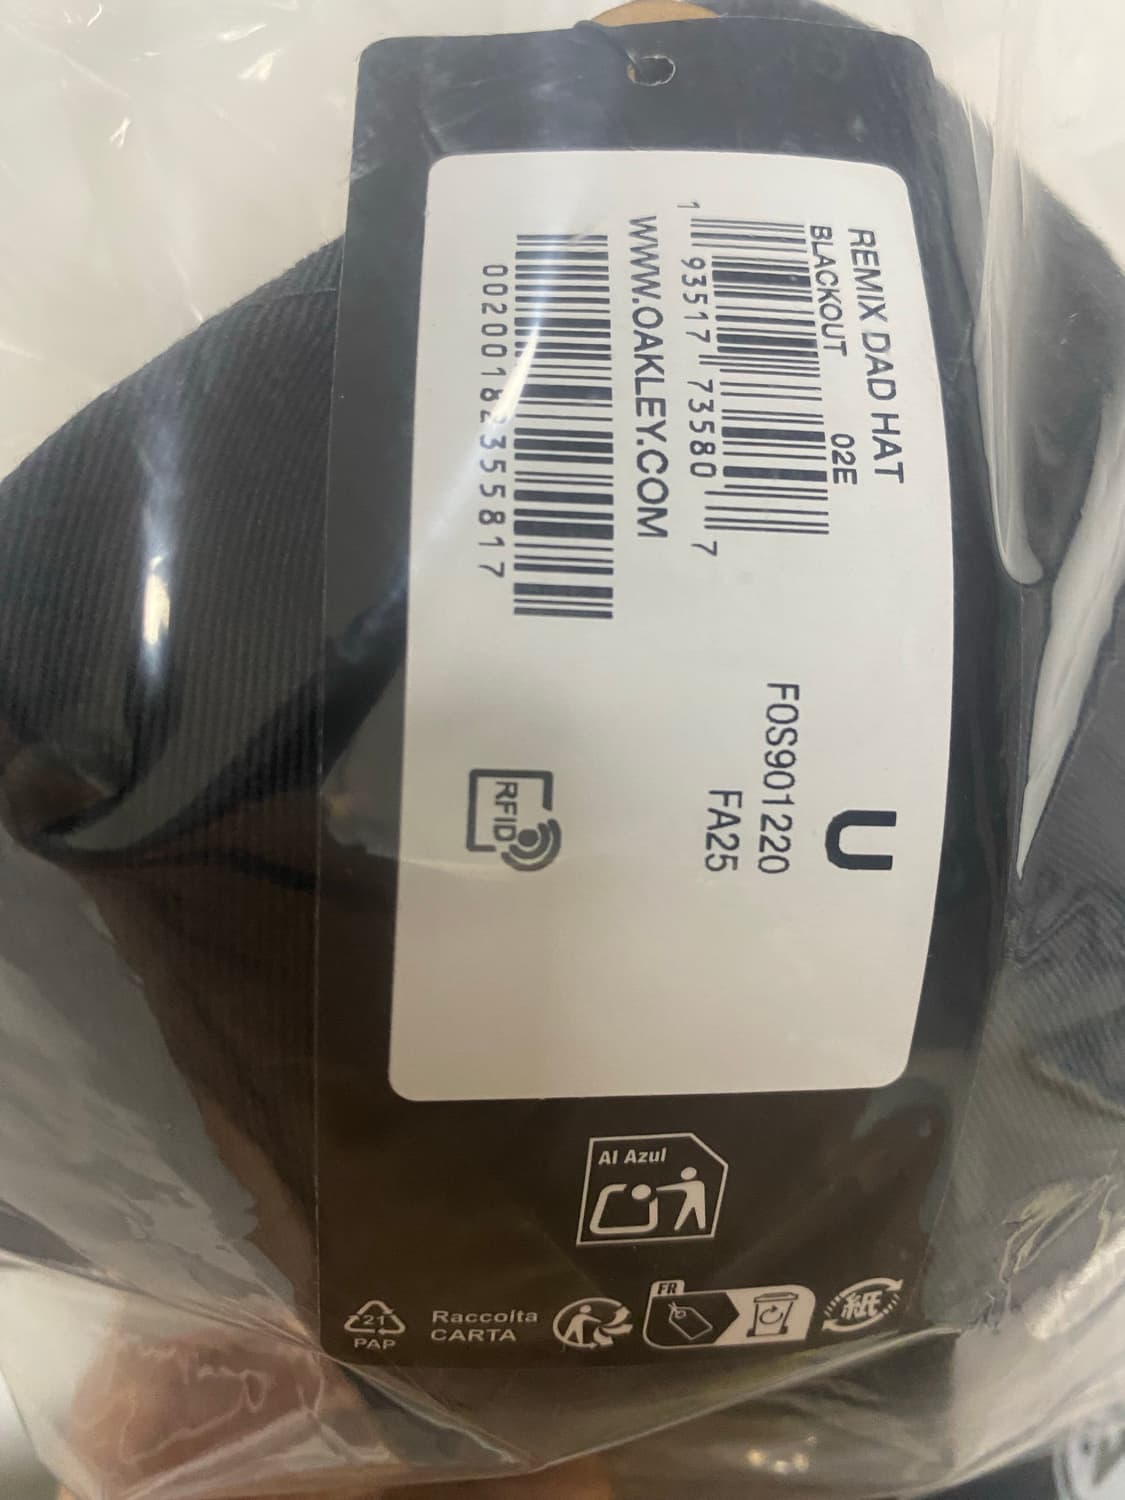 REMIX DAD HAT
BLACKOUT 02E
1 93517 73580 7
WWW.OAKLEY.COM
00200182355817
U
F0S901220
FA25
RFID
Al Azul
21
PAP
Raccolta
CARTA
FR
紙